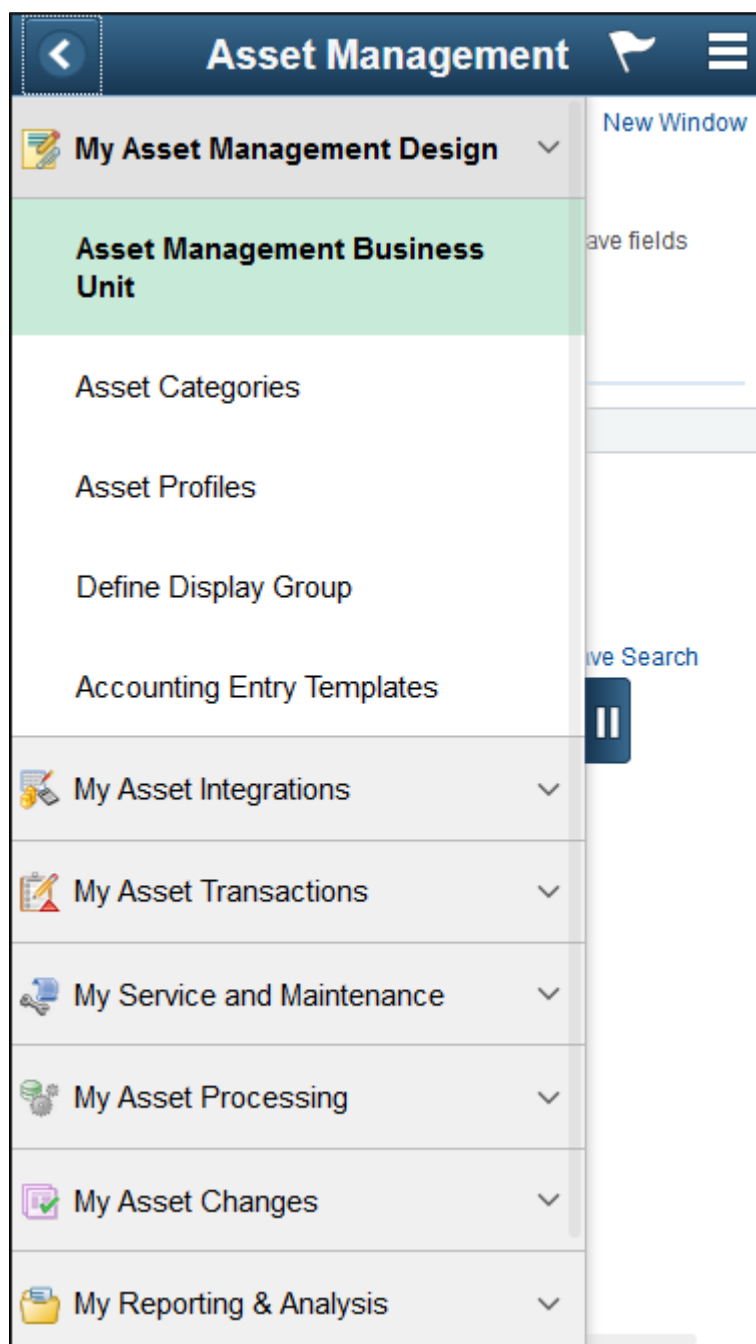 Asset Management
New Window
My Asset Management Design
Asset Management Business
Unit
ave fields
Asset Categories
Asset Profiles
Define Display Group
ve Search
Accounting Entry Templates
My Asset Integrations
My Asset Transactions
My Service and Maintenance
My Asset Processing
My Asset Changes
My Reporting & Analysis